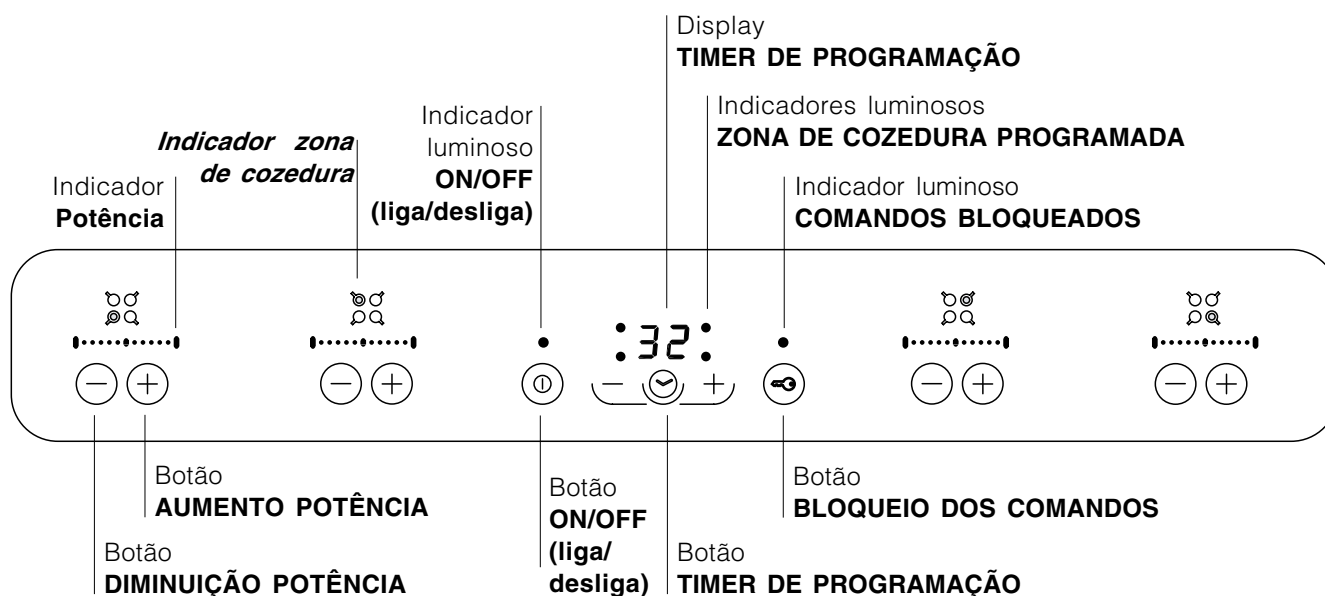 Display
TIMER DE PROGRAMAÇÃO
Indicadores luminosos
ZONA DE COZEDURA PROGRAMADA
Indicador
luminoso
ON/OFF
(liga/desliga)
Indicador zona
de cozedura
Indicador
Potência
Indicador luminoso
COMANDOS BLOQUEADOS
32
Botão
AUMENTO POTÊNCIA
Botão
DIMINUIÇÃO POTÊNCIA
Botão
ON/OFF
(liga/
desliga)
Botão
BLOQUEIO DOS COMANDOS
Botão
TIMER DE PROGRAMAÇÃO